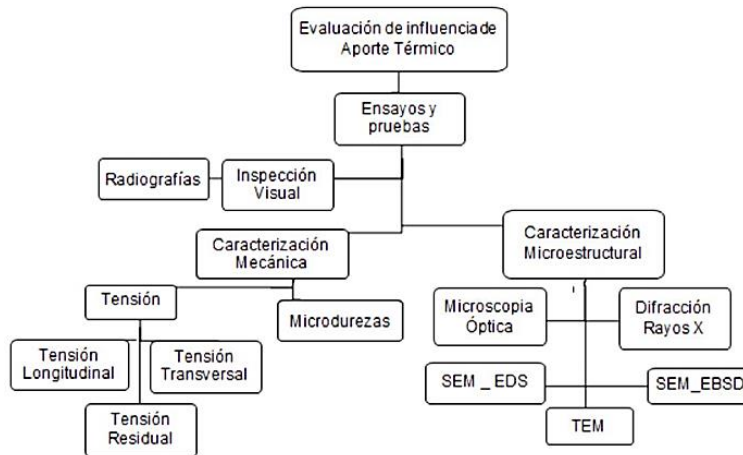 Evaluación de influencia de
Aporte Térmico
Ensayos y
pruebas
Radiografías
Inspección
Visual
Caracterización
Mecánica
Caracterización
Microestructural
Tensión
Microdurezas
Microscopia
Óptica
Difracción
Rayos X
Tensión
Longitudinal
Tensión
Transversal
SEM _ EDS
SEM_EBSD
Tensión
Residual
TEM